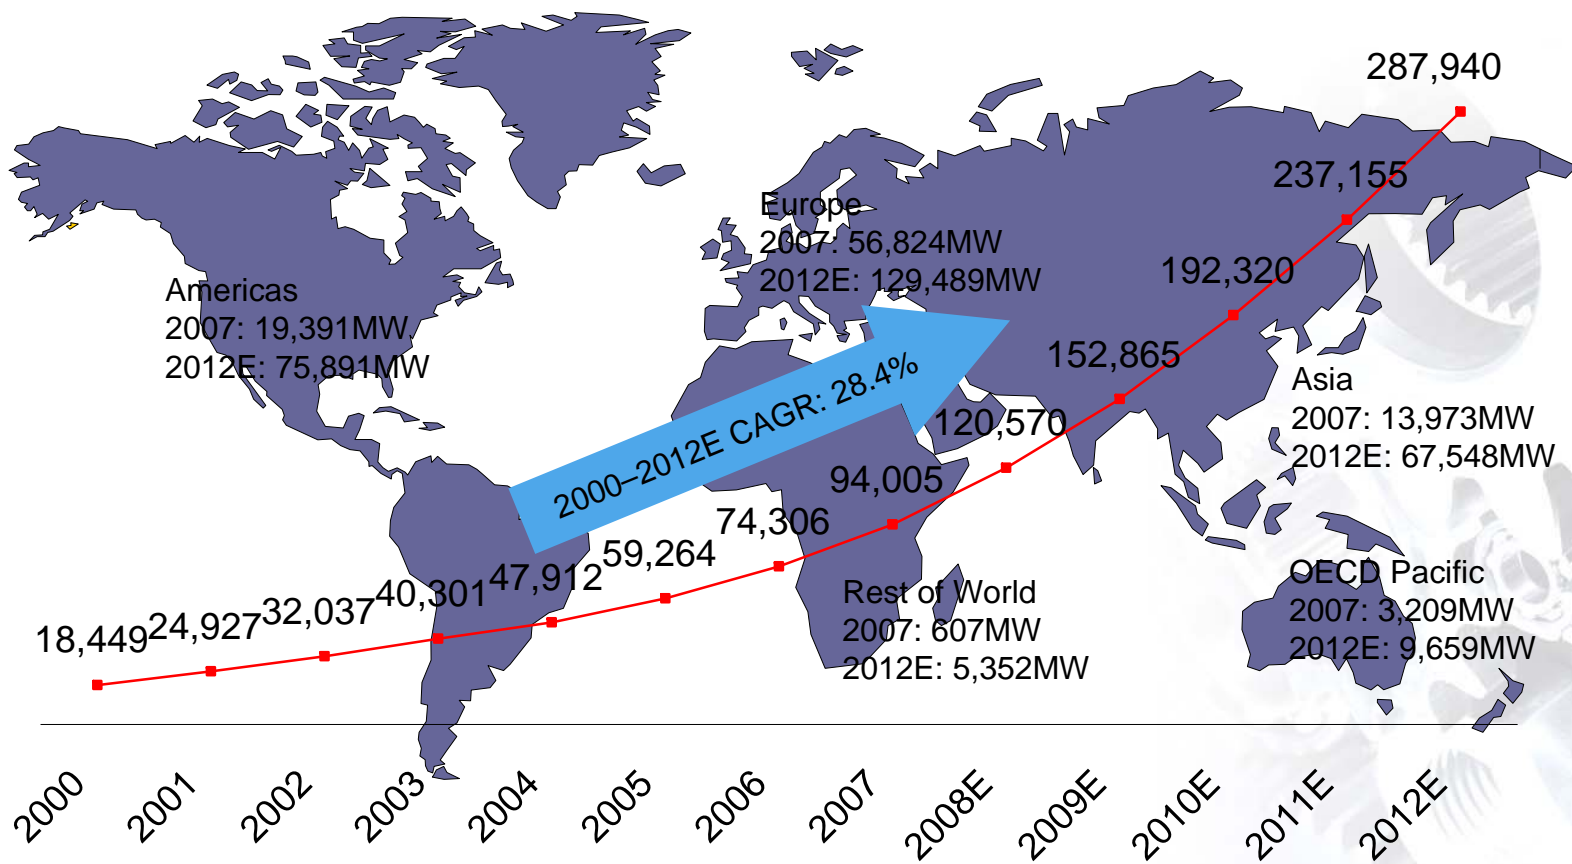 287,940
237,155
192,320
152,865
120,570
94,005
74,306
59,264
47,912
40,301
32,037
24,927
18,449
Europe
2007: 56,824MW
2012E: 129,489MW
Americas
2007: 19,391MW
2012E: 75,891MW
2000–2012E CAGR: 28.4%
Asia
2007: 13,973MW
2012E: 67,548MW
Rest of World
2007: 607MW
2012E: 5,352MW
OECD Pacific
2007: 3,209MW
2012E: 9,659MW
2000
2001
2002
2003
2004
2005
2006
2007
2008E
2009E
2010E
2011E
2012E